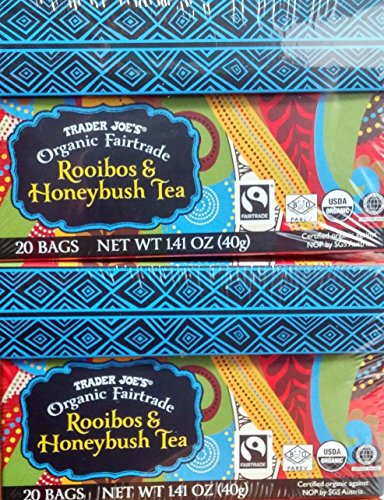 TRADER JOE'S®
Organic Fairtrade
Rooibos &
Honeybush Tea
FAIRTRADE
PAREV
USDA
ORGANIC
20 BAGS NET WT 1.41 OZ (40g)
Certified organic against
NOP by SGS Austria.
TRADER JOE'S®
Organic Fairtrade
Rooibos &
Honeybush Tea
FAIRTRADE
PAREV
USDA
ORGANIC
20 BAGS NET WT 1.41 OZ (40g)
Certified organic against
NOP by SGS Austria.